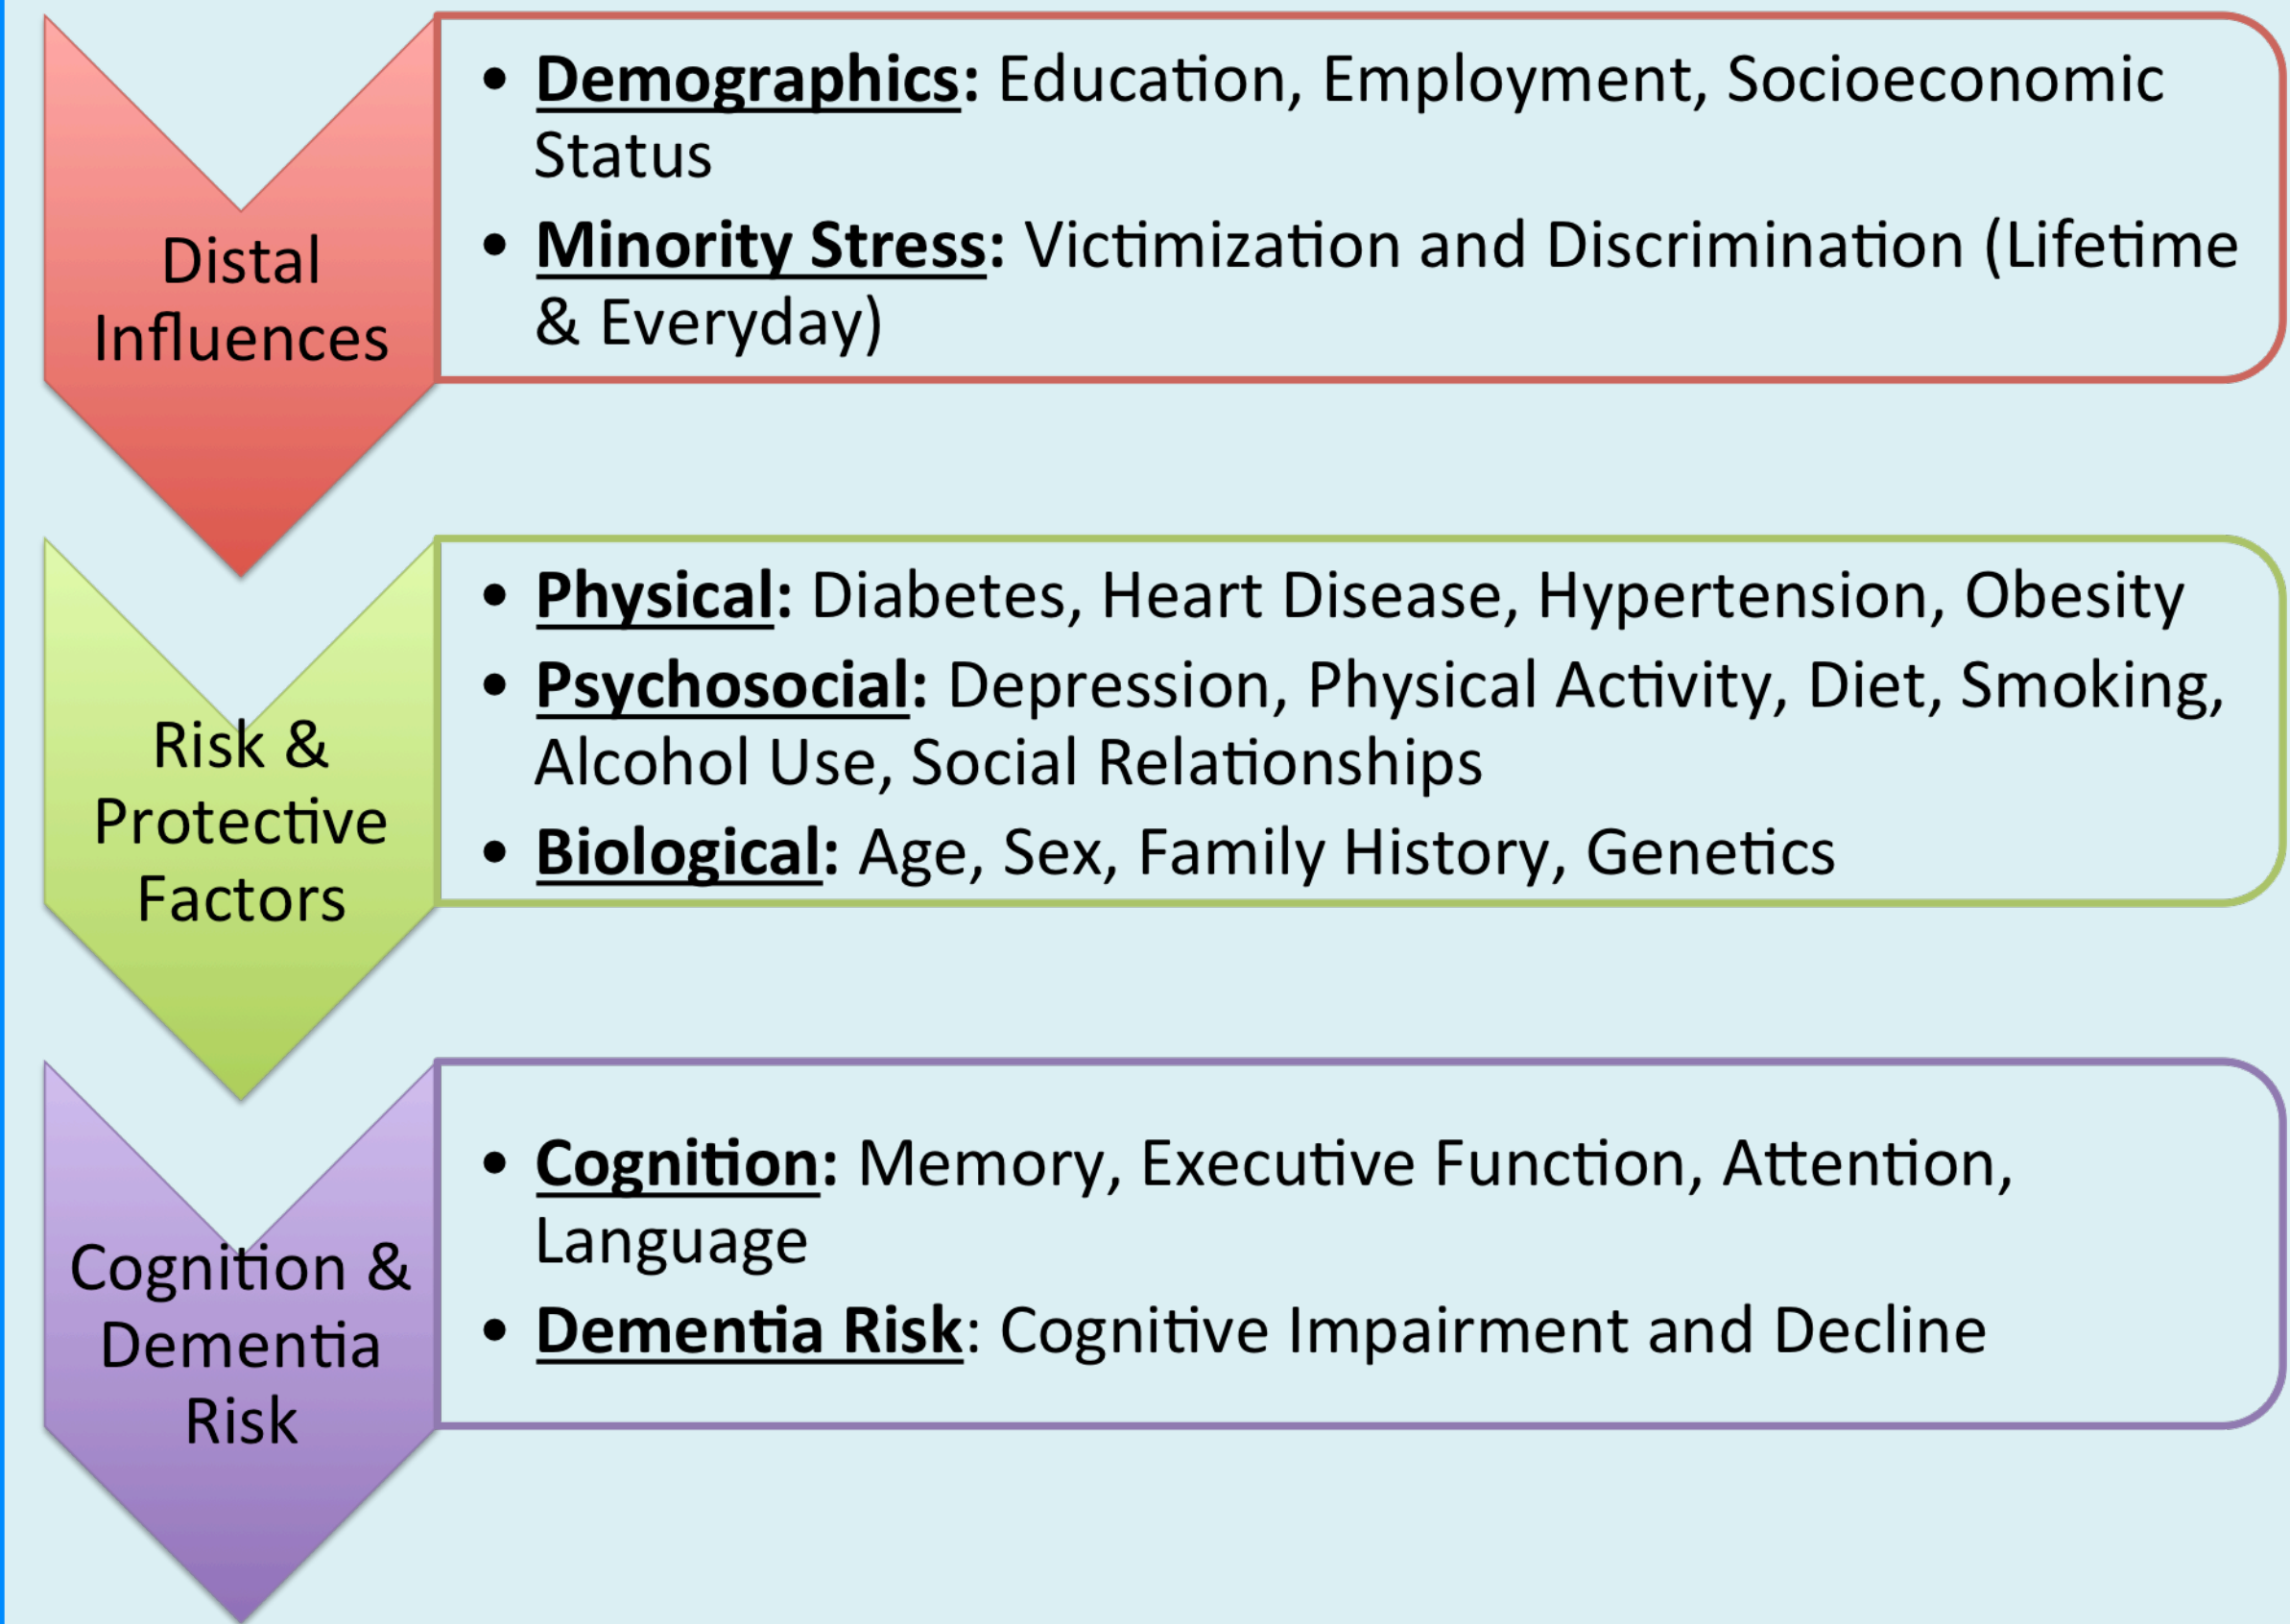 Distal
Influences
• Demographics: Education, Employment, Socioeconomic
Status
• Minority Stress: Victimization and Discrimination (Lifetime
& Everyday)
Risk &
Protective
Factors
• Physical: Diabetes, Heart Disease, Hypertension, Obesity
• Psychosocial: Depression, Physical Activity, Diet, Smoking,
Alcohol Use, Social Relationships
• Biological: Age, Sex, Family History, Genetics
Cognition &
Dementia
Risk
• Cognition: Memory, Executive Function, Attention,
Language
• Dementia Risk: Cognitive Impairment and Decline